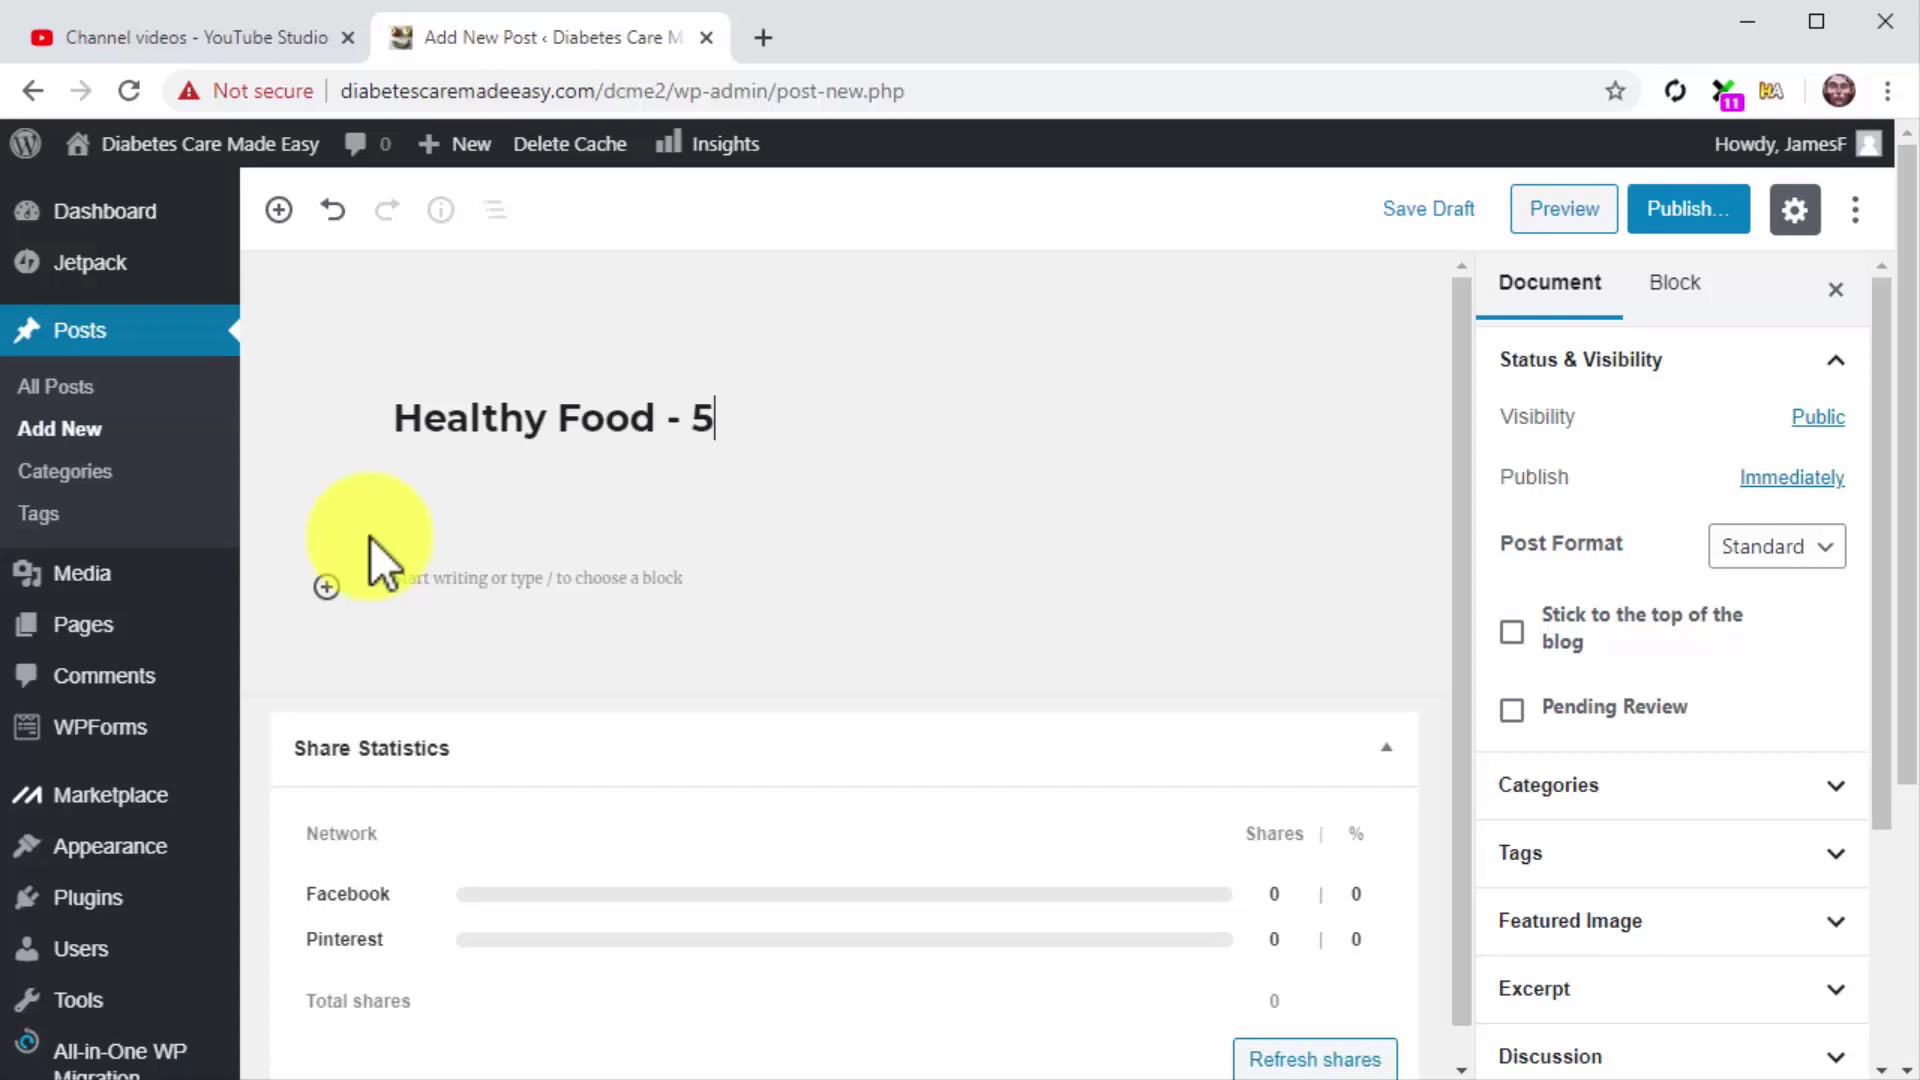 Channel videos - YouTube Studio
Add New Post ‹ Diabetes Care M
Not secure
diabetescaremadeeasy.com/dcme2/wp-admin/post-new.php
11
HA
Diabetes Care Made Easy
0
New
Delete Cache
Insights
Howdy, JamesF
Dashboard
Jetpack
Posts
All Posts
Add New
Categories
Tags
Media
Pages
Comments
WPForms
Marketplace
Appearance
Plugins
Users
Tools
All-in-One WP
Migration
Save Draft
Preview
Publish...
Healthy Food - 5
writing or type / to choose a block
Share Statistics
Network
Shares | %
Facebook
0 | 0
Pinterest
0 | 0
Total shares
0
Refresh shares
Document
Block
Status & Visibility
Visibility
Public
Publish
Immediately
Post Format
Standard
Stick to the top of the
blog
Pending Review
Categories
Tags
Featured Image
Excerpt
Discussion